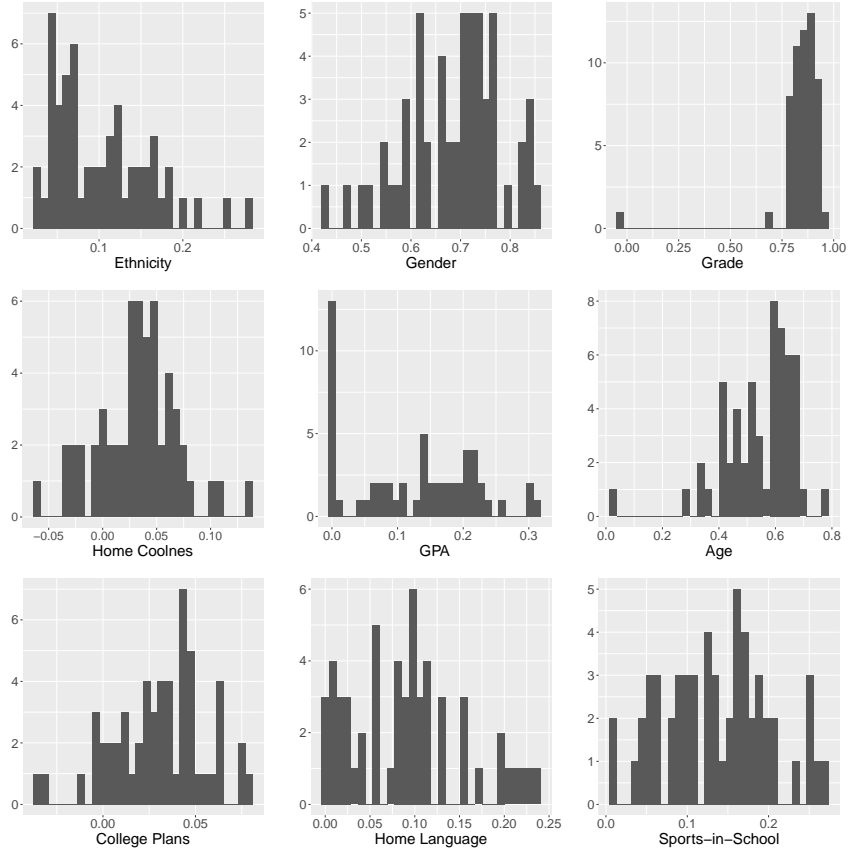 6-
4-
2-
0-
0.1 0.2
Ethnicity
5-
4-
3-
2-
1-
0-
0.4 0.5 0.6 0.7 0.8
Gender
10-
5-
0-
0.00 0.25 0.50 0.75 1.00
Grade
6-
4-
2-
0-
−0.05 0.00 0.05 0.10
Home Coolnes
10-
5-
0-
0.0 0.1 0.2 0.3
GPA
8-
6-
4-
2-
0-
0.0 0.2 0.4 0.6 0.8
Age
6-
4-
2-
0-
0.00 0.05
College Plans
6-
4-
2-
0-
0.00 0.05 0.10 0.15 0.20 0.25
Home Language
5-
4-
3-
2-
1-
0-
0.0 0.1 0.2
Sports−in−School